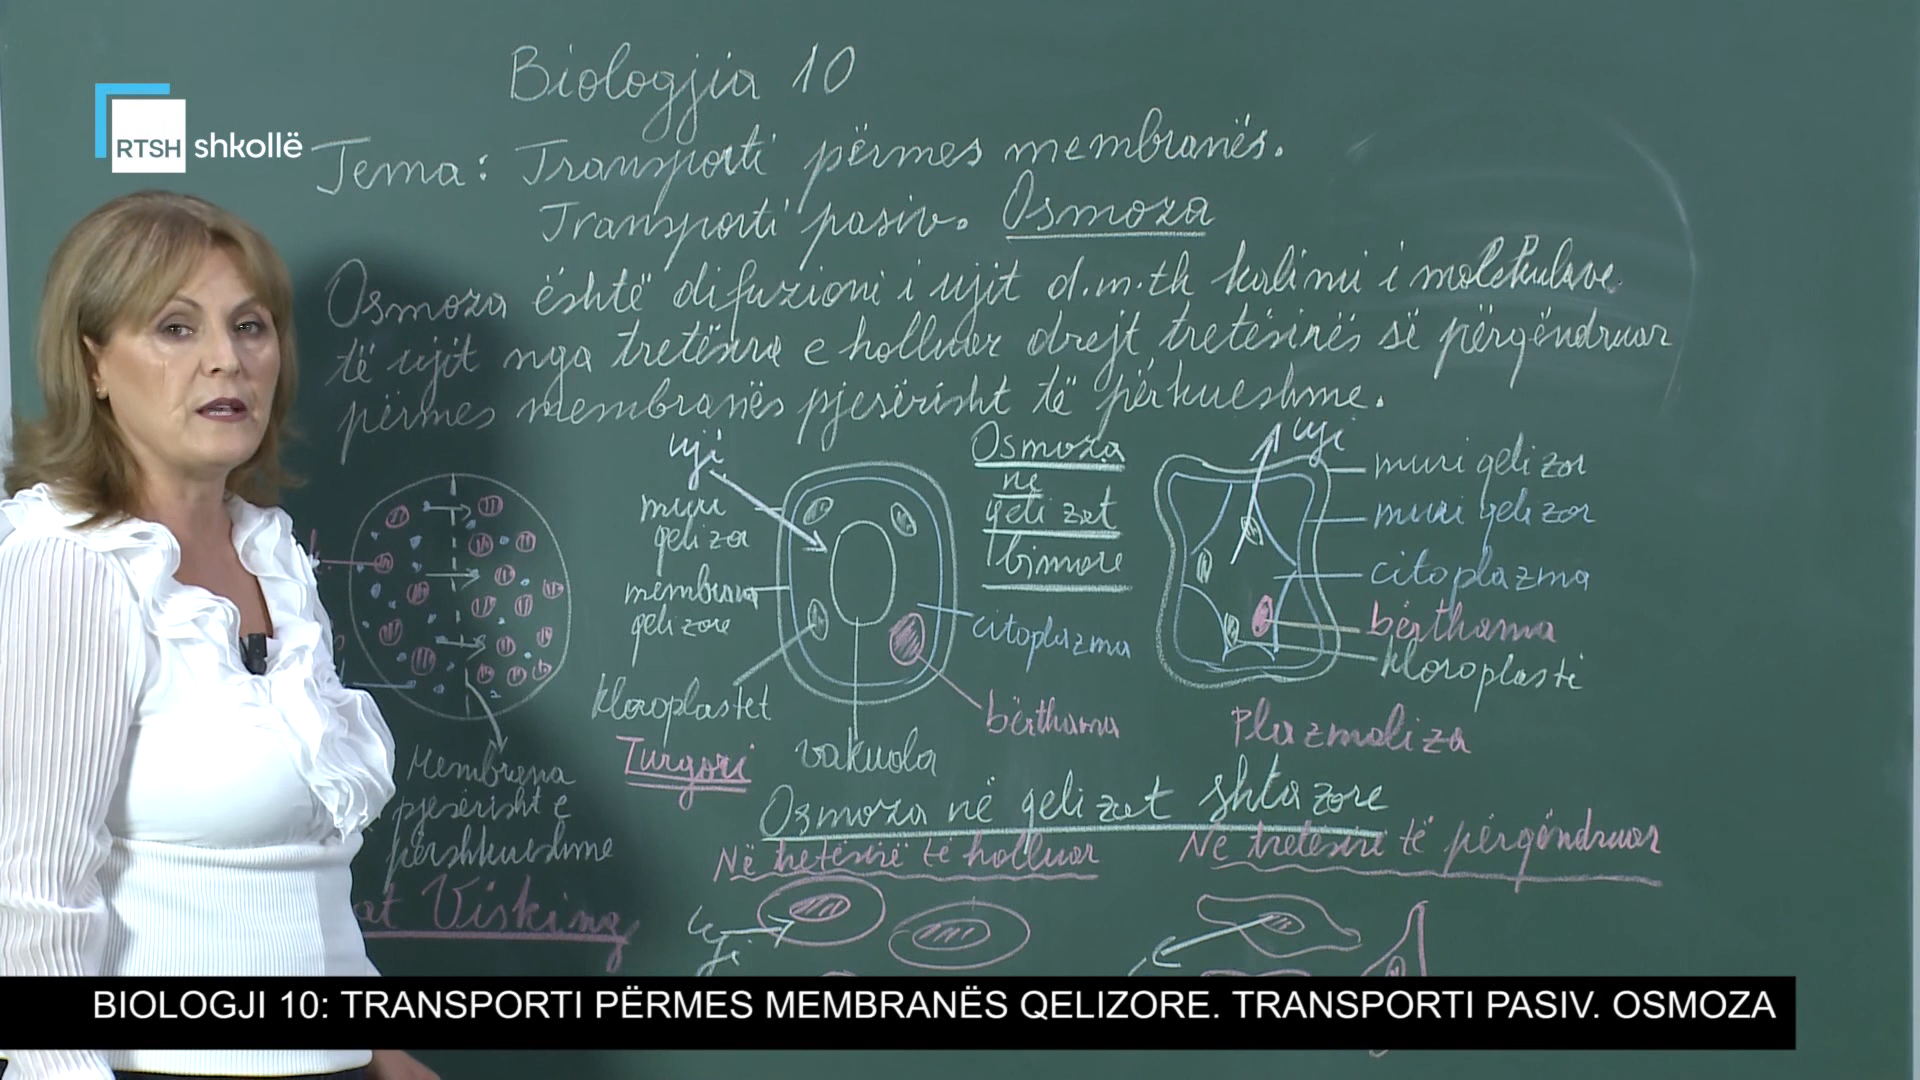 Biologjia 10
RTSH shkollë
Tema: Transporti përmes membranës.
Transporti pasiv. Osmoza
Osmoza është difuzioni i ujit d.m.th kalimi i molekulave
të ujit nga tretësira e holluar drejt tretësirës së përqëndruar
përmes membranës pjesërisht të përkueshme.
uji
muri
qelizor
membrana
qelizore
kloroplastet
Turgori
vakuola
citoplazma
bërthama
Osmoza
në
qelizat
bimore
uji
muri qelizor
muri qelizor
citoplazma
bërthama
kloroplasti
Plazmoliza
Membrana
pjesërisht e
përshkueshme
at Visking
Osmoza në qelizat shtazore
Në tretësirë të holluar
Në tretësirë të përqëndruar
uji
BIOLOGJI 10: TRANSPORTI PËRMES MEMBRANËS QELIZORE. TRANSPORTI PASIV. OSMOZA